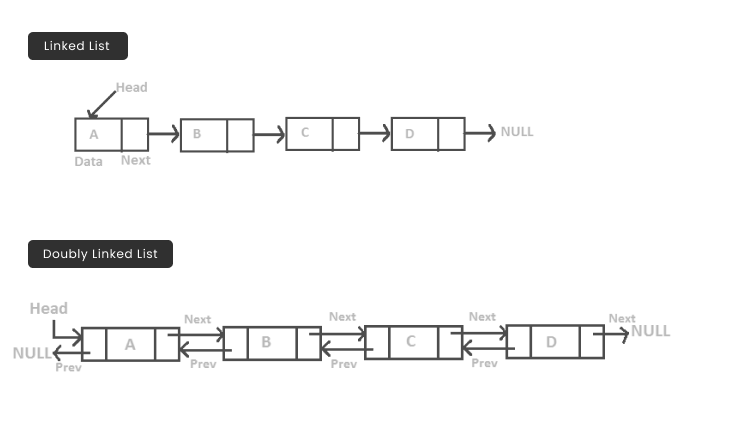 Linked List
Head
A B C D NULL
Data Next
Doubly Linked List
Head
Next Next Next Next
NULL A B C D NULL
Prev Prev Prev Prev